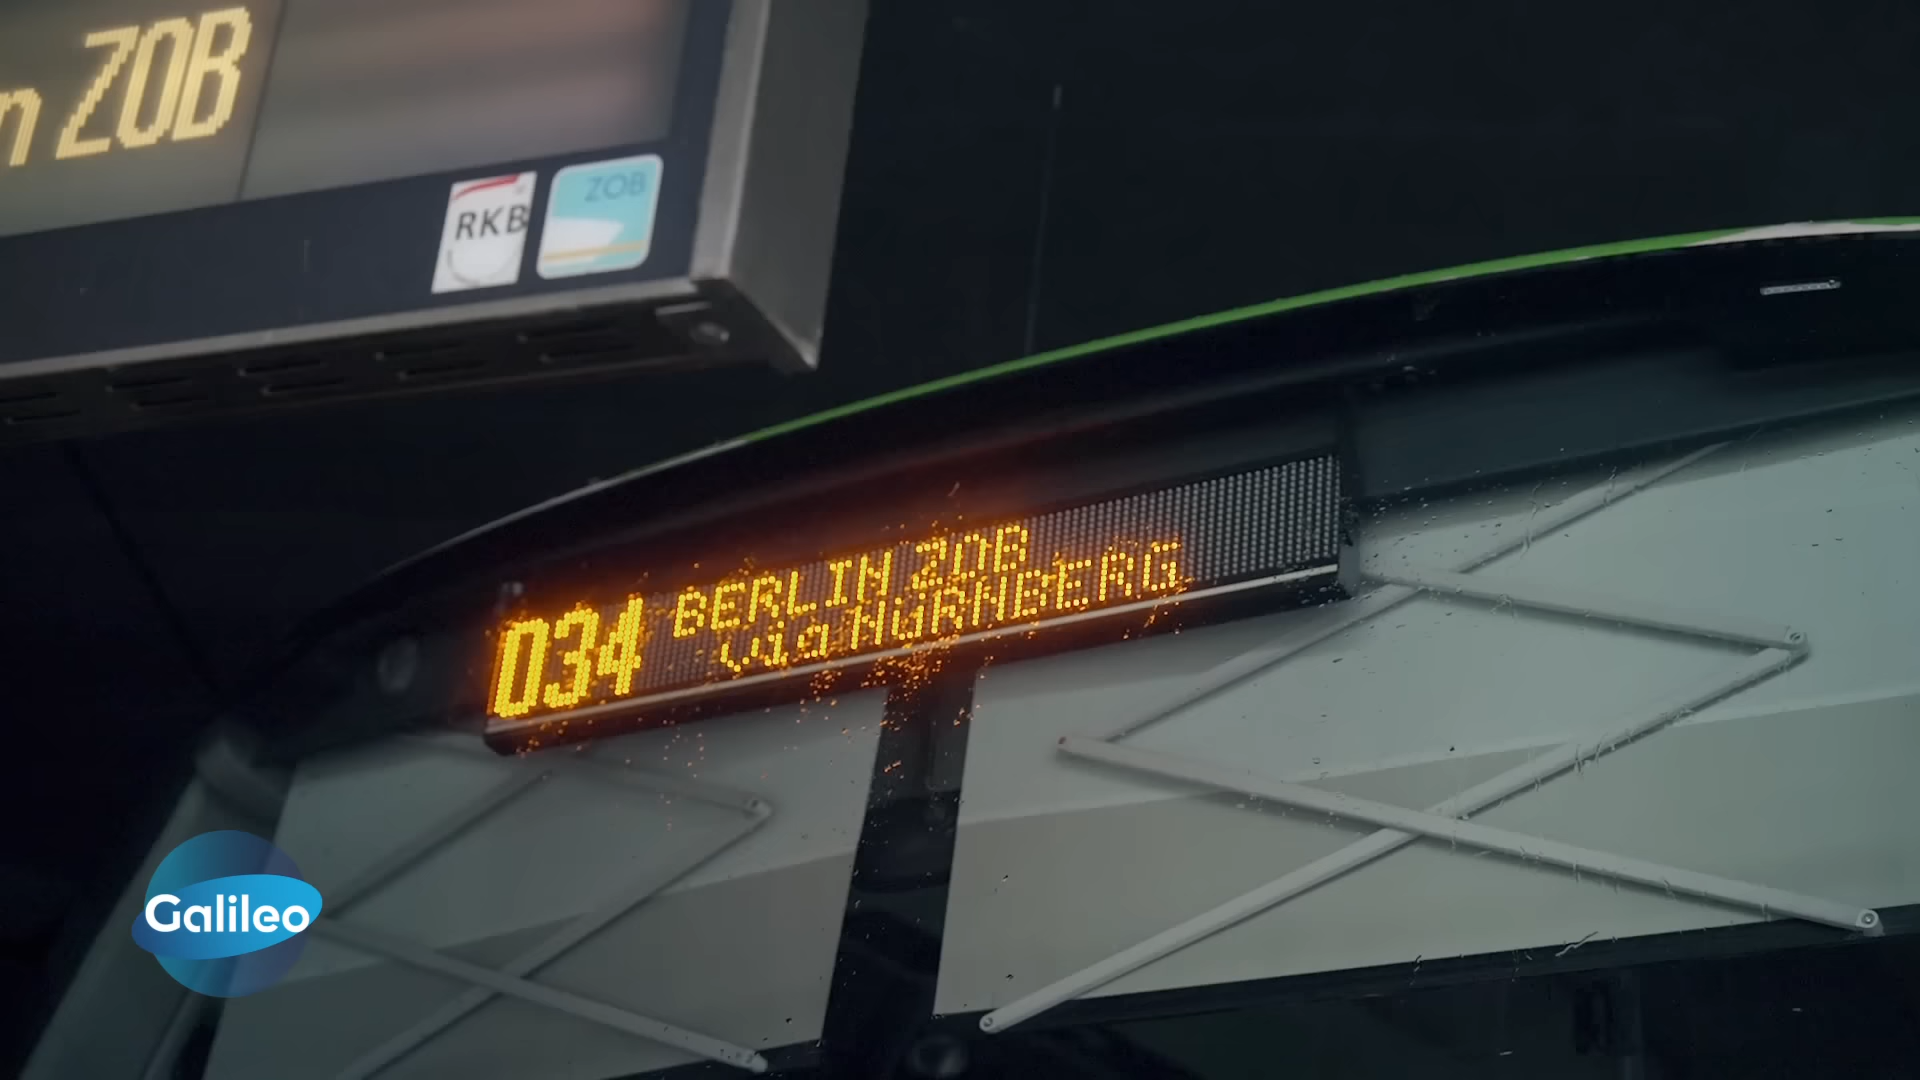 n ZOB
RKB
ZOB
034
BERLIN ZOB
via NÜRNBERG
Galileo